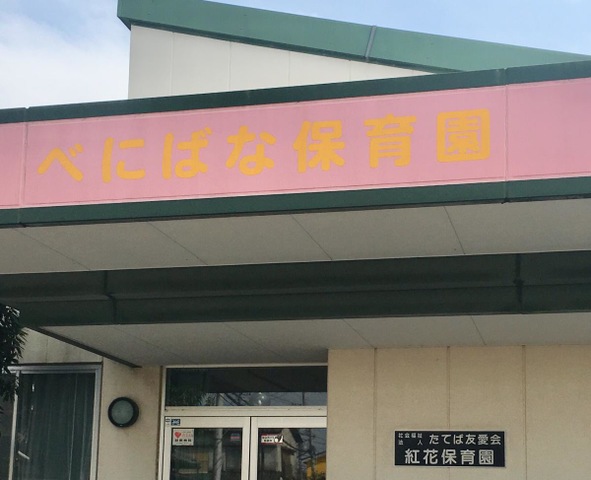 べにばな保育園
社会福祉法人 たてば友愛会
紅花保育園